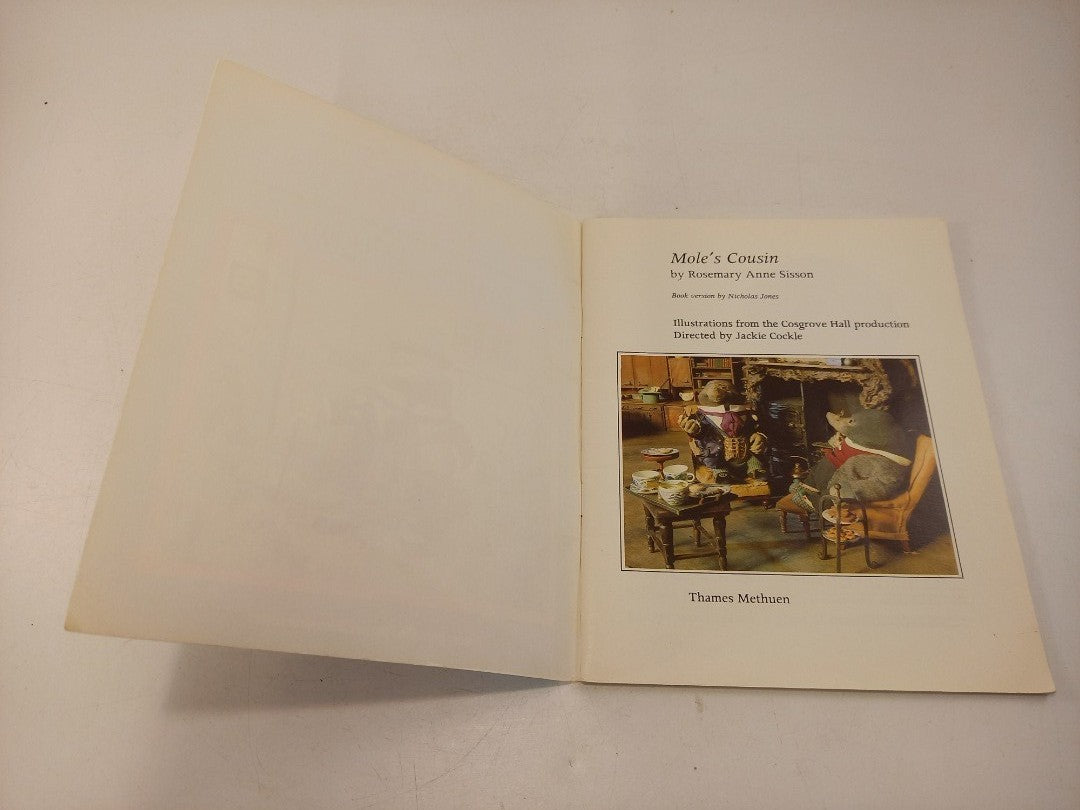 Mole's Cousin
by Rosemary Anne Sisson
Book version by Nicholas Jones
Illustrations from the Cosgrove Hall production
Directed by Jackie Cockle
Thames Methuen